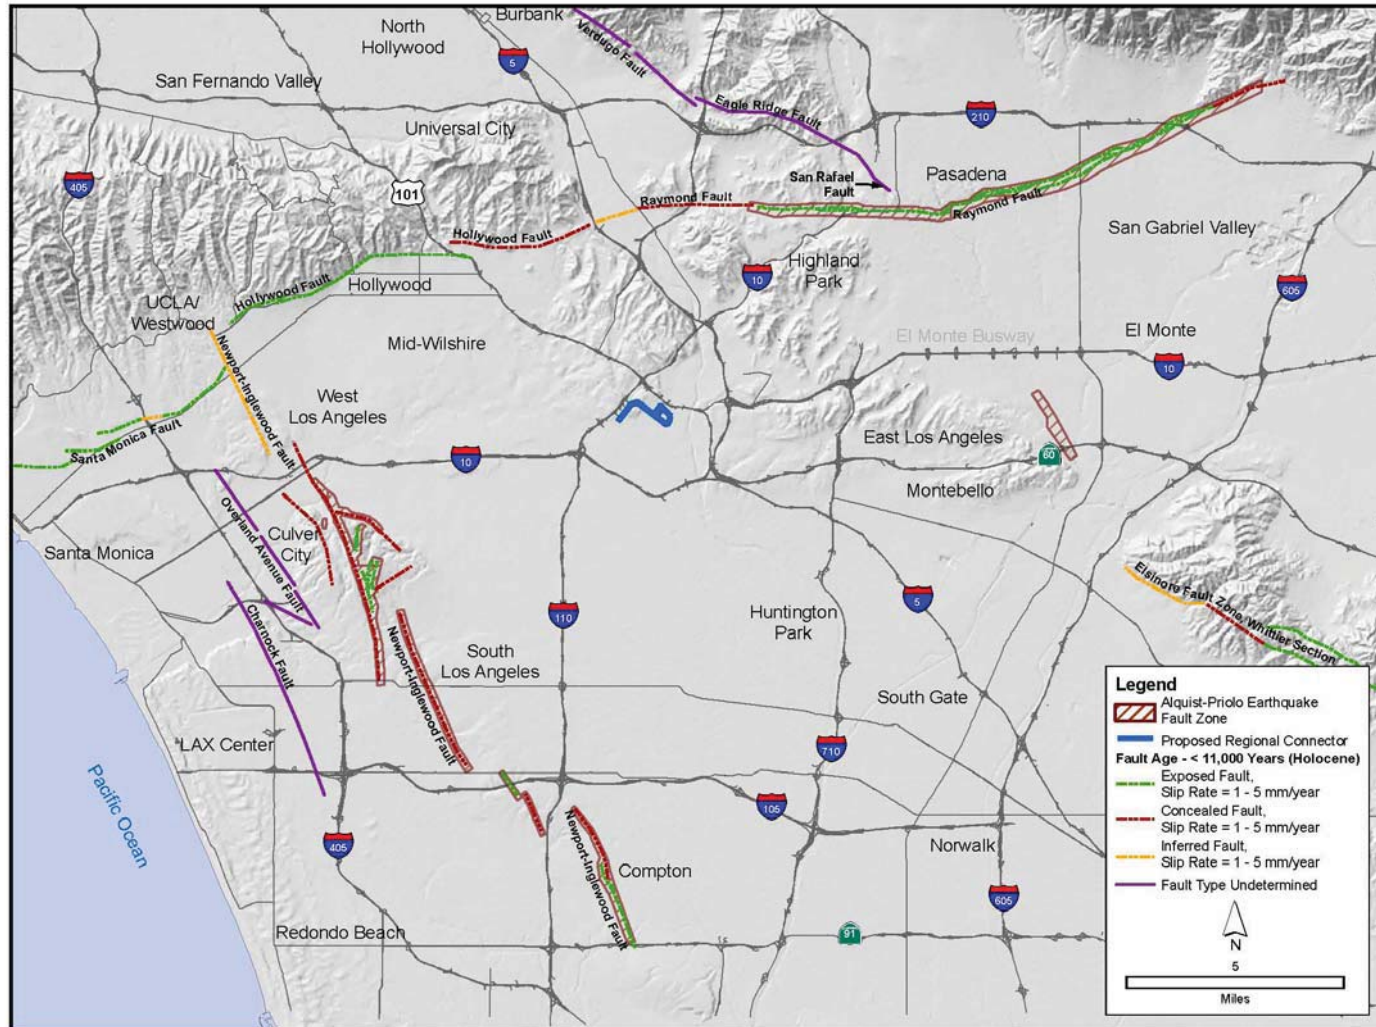 Burbank
North
Hollywood
Verdugo Fault
5
San Fernando Valley
Eagle Ridge Fault
210
Universal City
405
101
San Rafael
Fault
Pasadena
Raymond Fault
Raymond Fault
Hollywood Fault
San Gabriel Valley
Highland
Park
10
605
Hollywood Fault
Hollywood
UCLA/
Westwood
El Monte
El Monte Busway
Mid-Wilshire
10
Newport-Inglewood Fault
West
Los Angeles
Santa Monica Fault
East Los Angeles
60
10
Montebello
Overland Avenue Fault
Culver
City
Santa Monica
Elsinore Fault Zone, Whittier Section
5
Huntington
Park
110
Charnock Fault
South
Los Angeles
Newport-Inglewood Fault
South Gate
LAX Center
710
Pacific Ocean
105
405
Norwalk
Compton
Newport-Inglewood Fault
605
Redondo Beach
91
Legend
Alquist-Priolo Earthquake
Fault Zone
Proposed Regional Connector
Fault Age - < 11,000 Years (Holocene)
Exposed Fault,
Slip Rate = 1 - 5 mm/year
Concealed Fault,
Slip Rate = 1 - 5 mm/year
Inferred Fault,
Slip Rate = 1 - 5 mm/year
Fault Type Undetermined
N
5
Miles